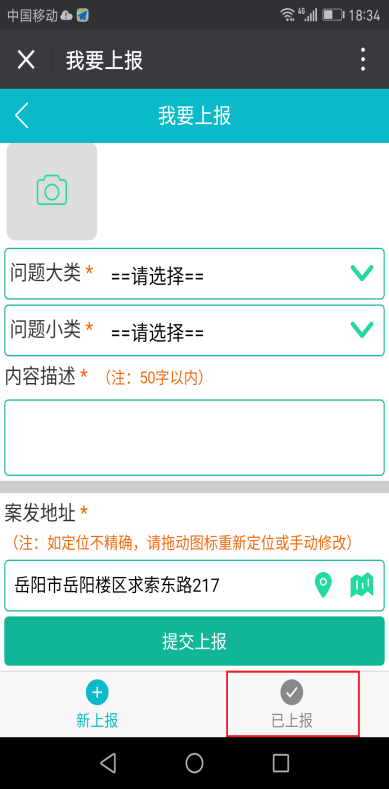 中国移动 4G 18:34
我要上报
我要上报
问题大类 * ==请选择==
问题小类 * ==请选择==
内容描述 * （注：50字以内）
案发地址 *
（注：如定位不精确，请拖动图标重新定位或手动修改）
岳阳市岳阳楼区求索东路217
提交上报
新上报 已上报